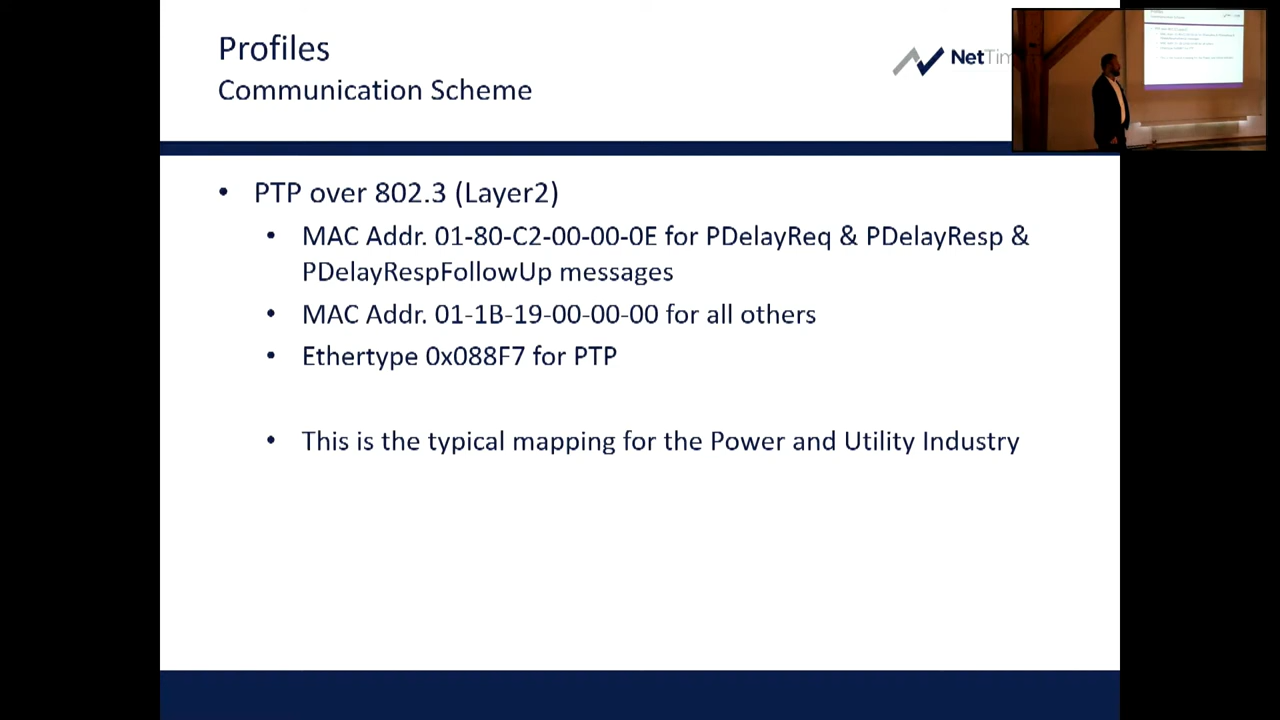 Profiles
Communication Scheme
NetTim
• PTP over 802.3 (Layer2)
• MAC Addr. 01-80-C2-00-00-0E for PDelayReq & PDelayResp &
PDelayRespFollowUp messages
• MAC Addr. 01-1B-19-00-00-00 for all others
• Ethertype 0x088F7 for PTP
• This is the typical mapping for the Power and Utility Industry